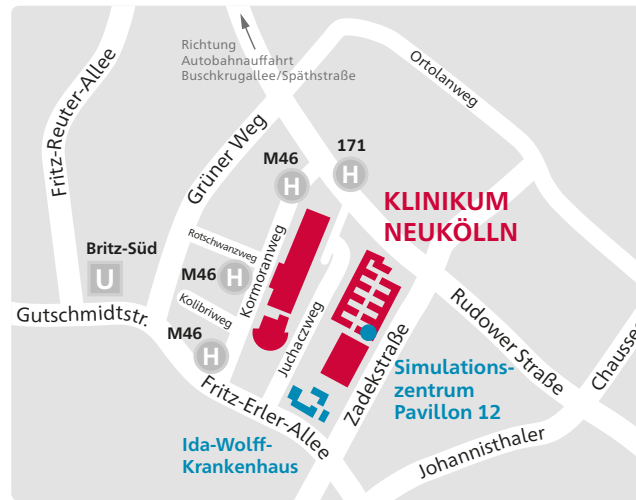 Richtung
Autobahnauffahrt
Buschkrugallee/Späthstraße
Fritz-Reuter-Allee
Ortolanweg
Grüner Weg
M46
H
171
H
KLINIKUM
NEUKÖLLN
Rotschwanzweg
Britz-Süd
U
M46
H
Kormoranweg
Kolibriweg
Gutschmidtstr.
M46
H
Juchaczweg
Zadekstraße
Rudower Straße
Chaussee
Simulations-
zentrum
Pavillon 12
Fritz-Erler-Allee
Ida-Wolff-
Krankenhaus
Johannisthaler